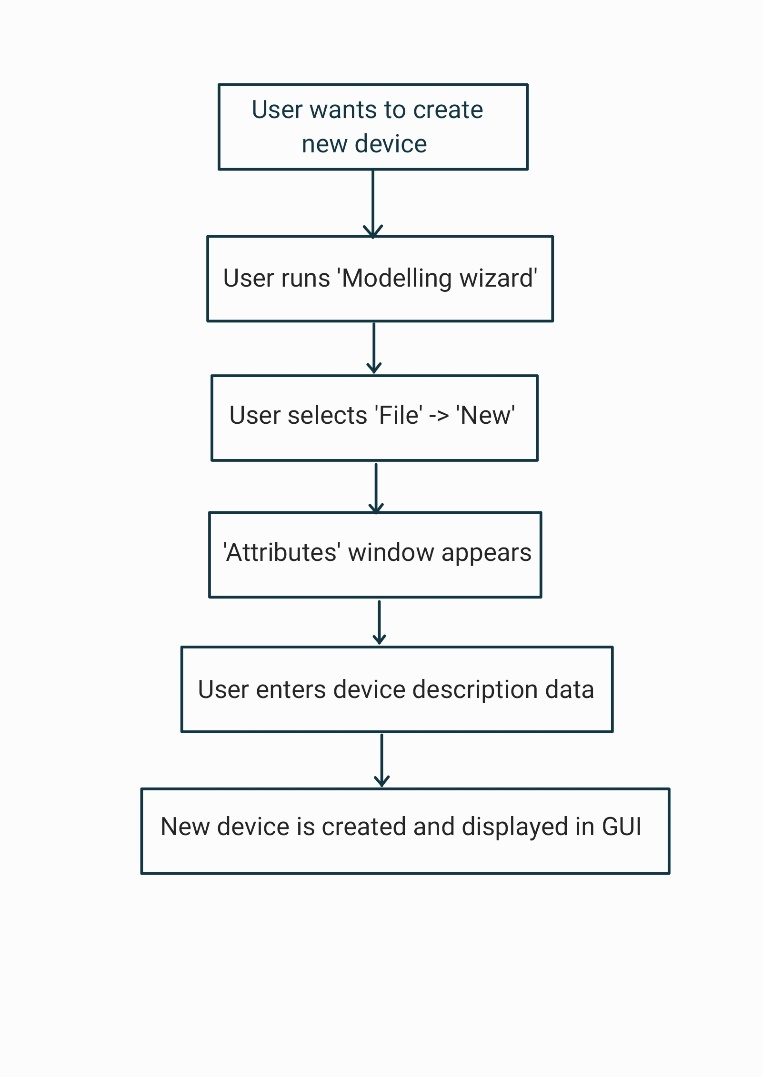 User wants to create
new device
User runs 'Modelling wizard'
User selects 'File' -> 'New'
'Attributes' window appears
User enters device description data
New device is created and displayed in GUI